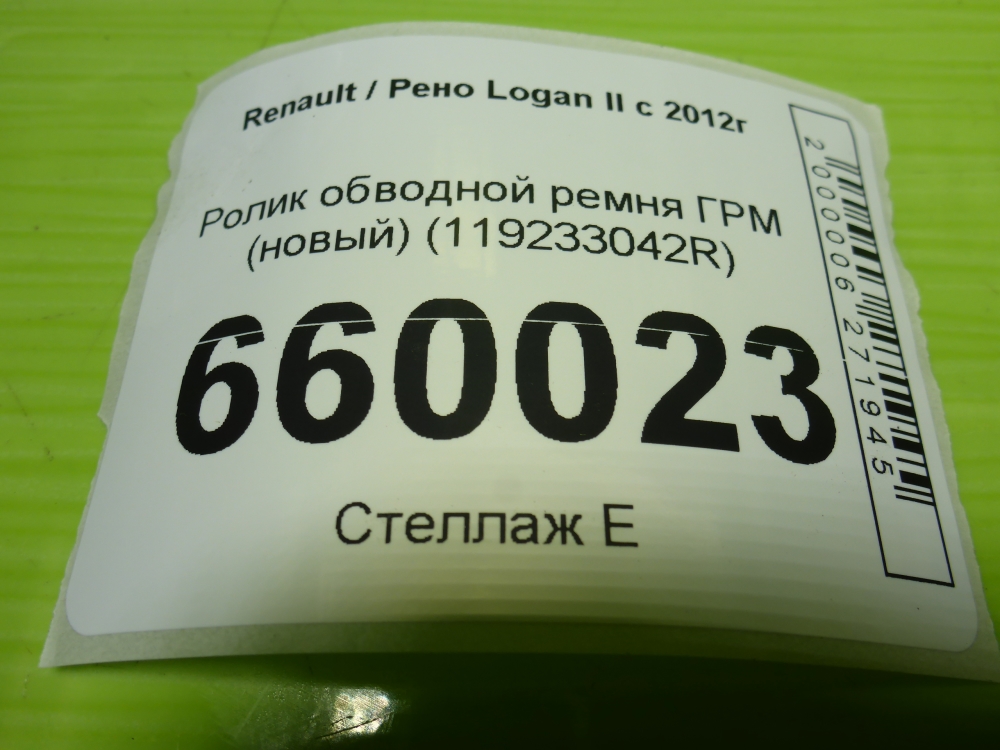 Renault / Рено Logan II с 2012г
Ролик обводной ремня ГРМ
(новый) (119233042R)
660023
Стеллаж Е
2000006271945